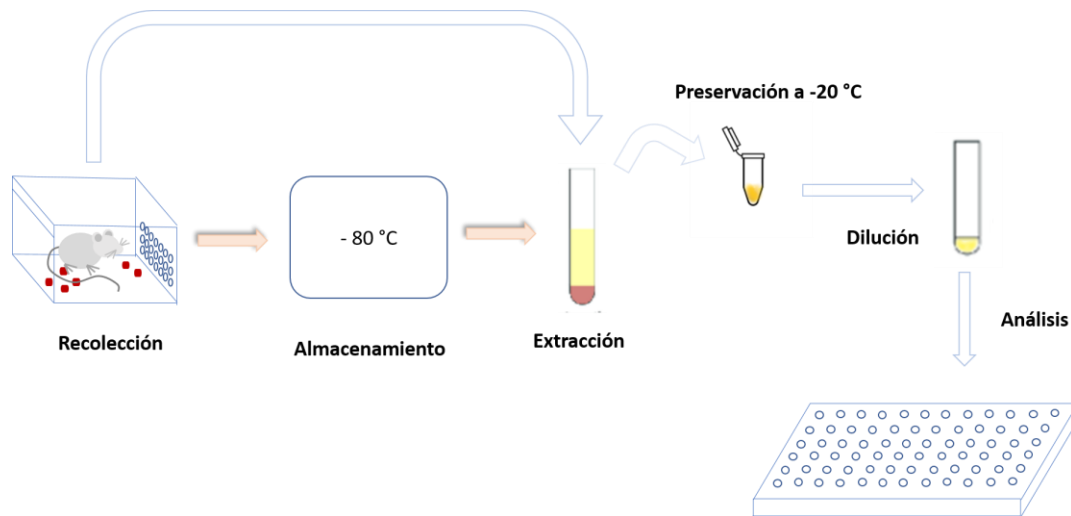 Preservación a -20 °C
- 80 °C
Dilución
Recolección
Almacenamiento
Extracción
Análisis